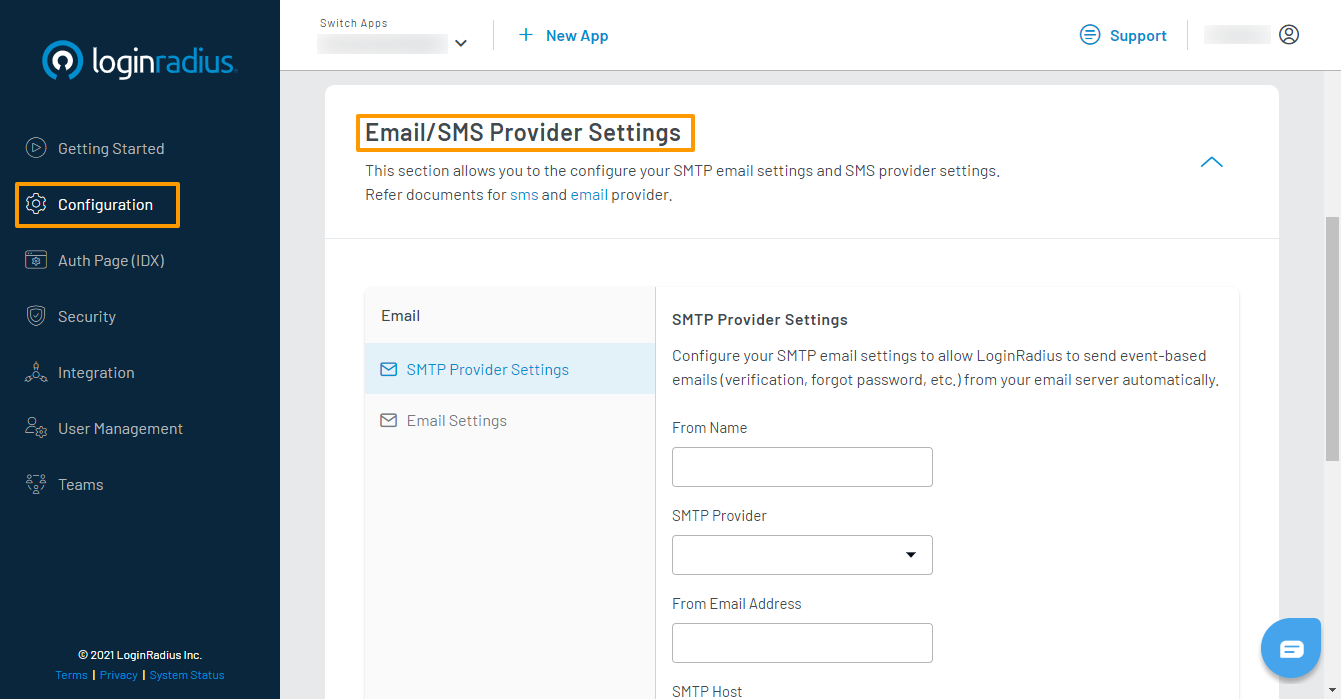 loginradius
Getting Started
Configuration
Auth Page (IDX)
Security
Integration
User Management
Teams
© 2021 LoginRadius Inc.
Terms | Privacy | System Status
Switch Apps
New App
Support
Email/SMS Provider Settings
This section allows you to the configure your SMTP email settings and SMS provider settings.
Refer documents for sms and email provider.
Email
SMTP Provider Settings
Email Settings
SMTP Provider Settings
Configure your SMTP email settings to allow LoginRadius to send event-based
emails (verification, forgot password, etc.) from your email server automatically.
From Name
SMTP Provider
From Email Address
SMTP Host